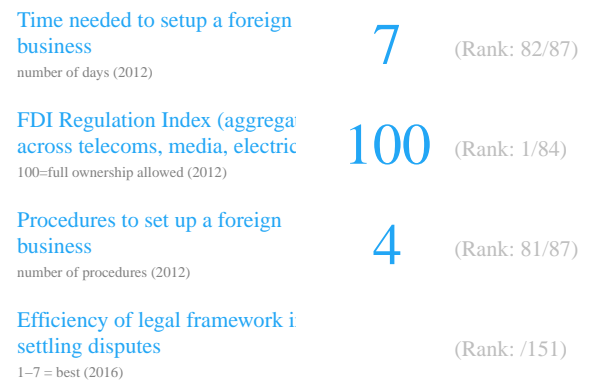 Time needed to setup a foreign
business
number of days (2012)
7
(Rank: 82/87)
FDI Regulation Index
across telecoms, media,
100=full ownership allowed (2012)
100
(Rank: 1/84)
Procedures to set up a foreign
business
number of procedures (2012)
4
(Rank: 81/87)
Efficiency of legal framework
settling disputes
1–7 = best (2016)
(Rank: /151)